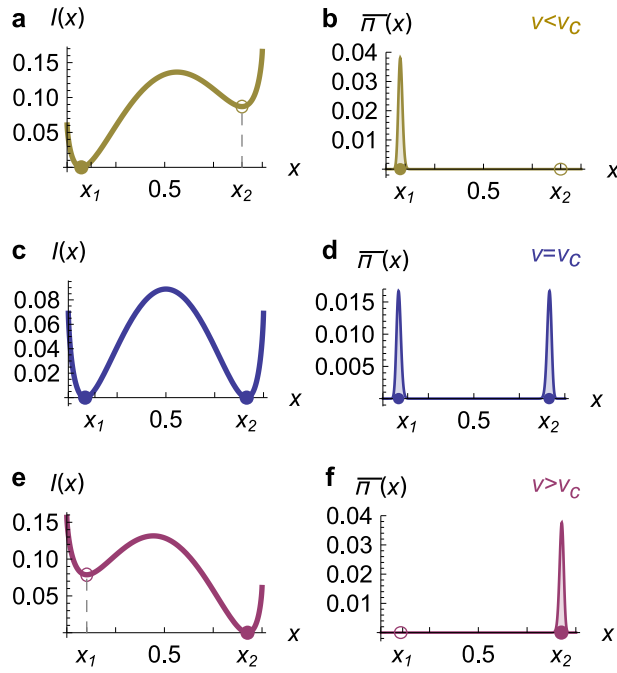 a
I(x)
0.15
0.10
0.05
x1
0.5
x2
x
b
Π(x)
v<vc
0.04
0.03
0.02
0.01
x1
0.5
x2
x
c
I(x)
0.08
0.06
0.04
0.02
x1
0.5
x2
x
d
Π(x)
v=vc
0.015
0.010
0.005
x1
0.5
x2
x
e
I(x)
0.15
0.10
0.05
x1
0.5
x2
x
f
Π(x)
v>vc
0.04
0.03
0.02
0.01
x1
0.5
x2
x